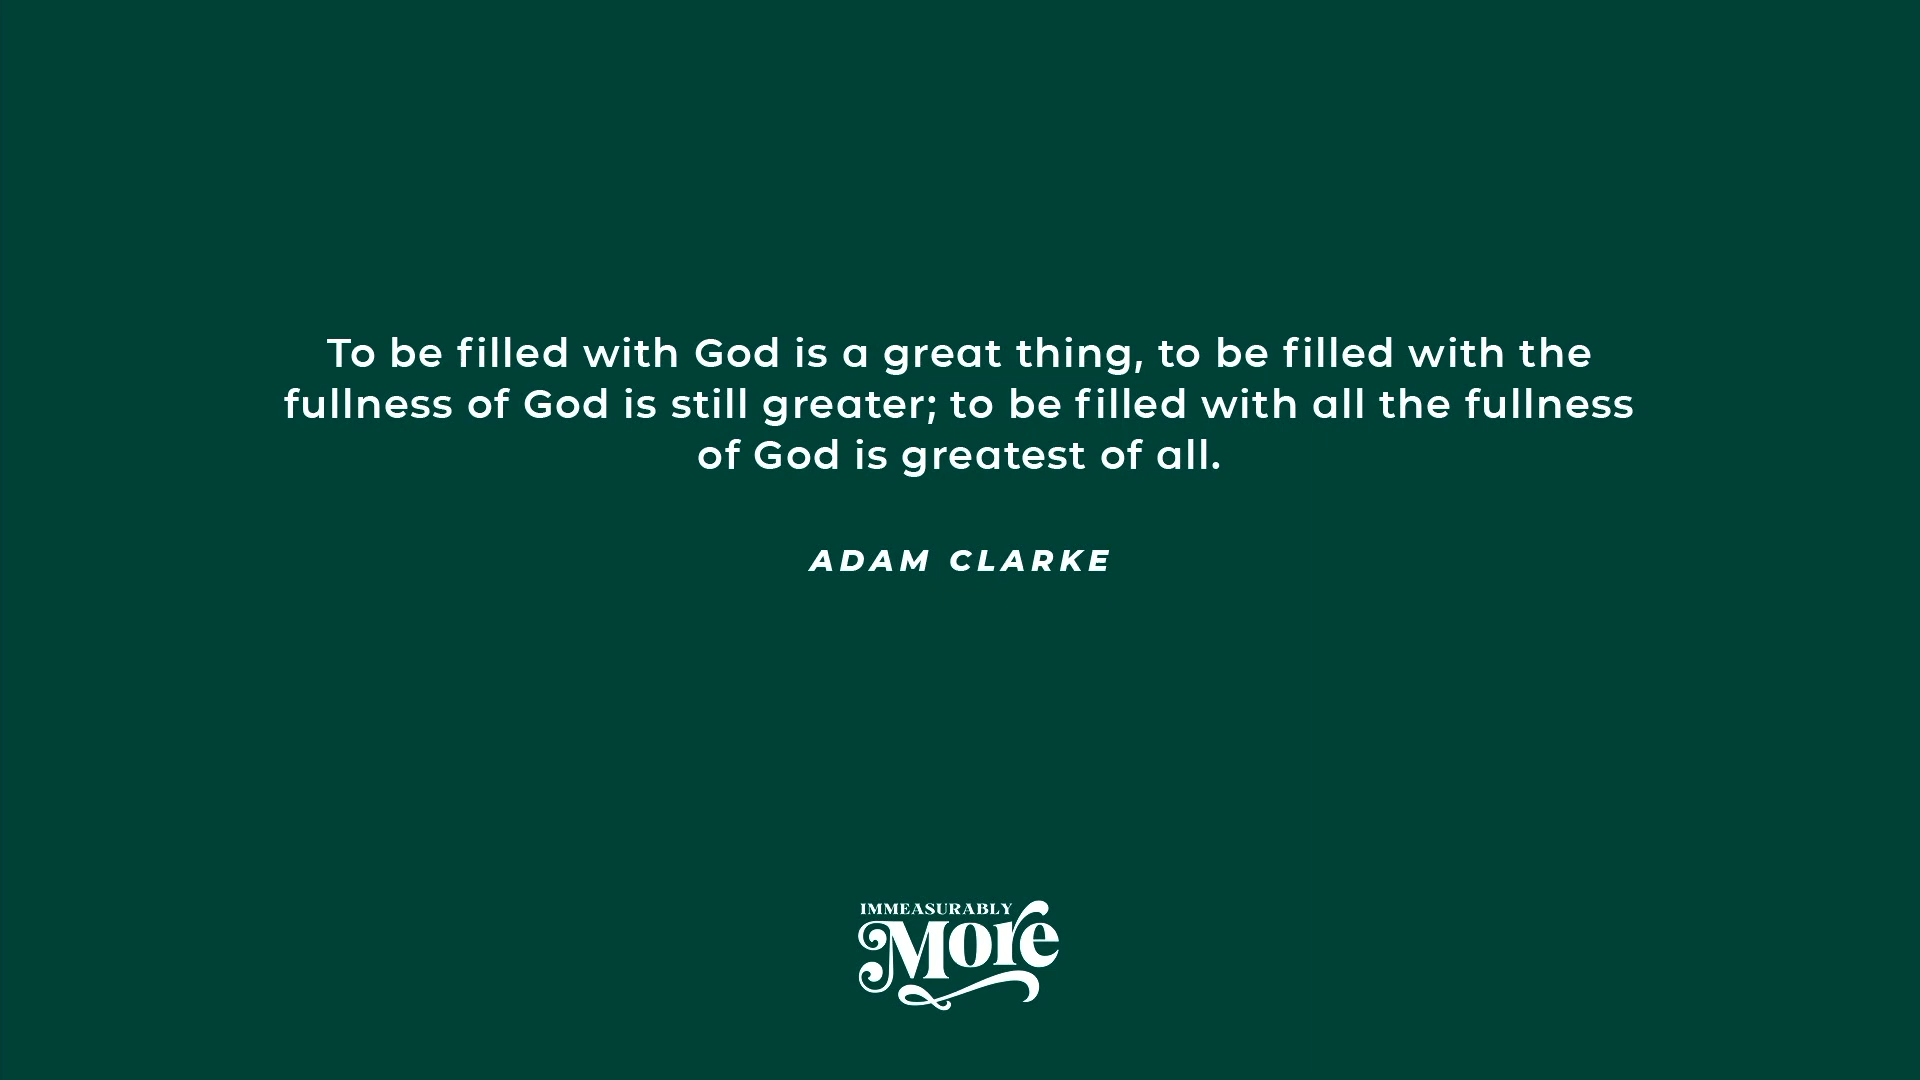 To be filled with God is a great thing, to be filled with the
fullness of God is still greater; to be filled with all the fullness
of God is greatest of all.
ADAM CLARKE
IMMEASURABLY
More